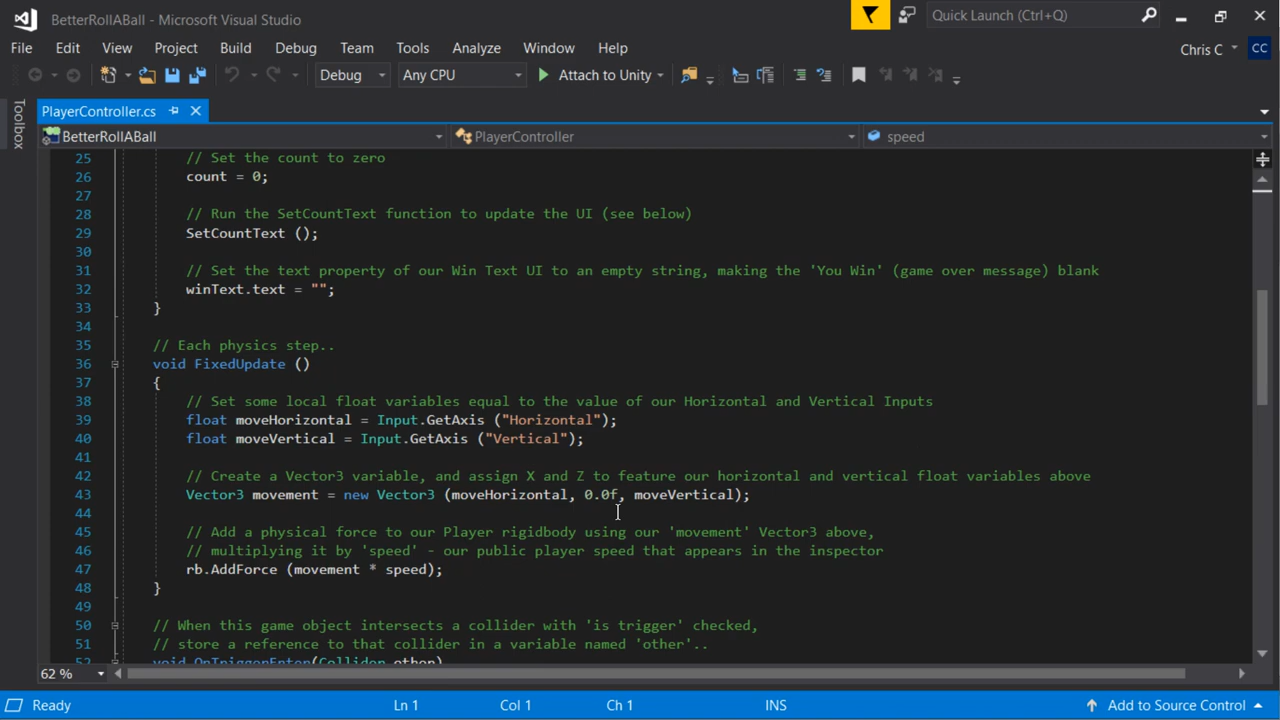 BetterRollABall - Microsoft Visual Studio
Quick Launch (Ctrl+Q)
File Edit View Project Build Debug Team Tools Analyze Window Help
Chris C CC
Debug Any CPU Attach to Unity
Toolbox
PlayerController.cs
BetterRollABall PlayerController speed
25 // Set the count to zero
26 count = 0;
27
28 // Run the SetCountText function to update the UI (see below)
29 SetCountText ();
30
31 // Set the text property of our Win Text UI to an empty string, making the 'You Win' (game over message) blank
32 winText.text = "";
33 }
34
35 // Each physics step..
36 void FixedUpdate ()
37 {
38 // Set some local float variables equal to the value of our Horizontal and Vertical Inputs
39 float moveHorizontal = Input.GetAxis ("Horizontal");
40 float moveVertical = Input.GetAxis ("Vertical");
41
42 // Create a Vector3 variable, and assign X and Z to feature our horizontal and vertical float variables above
43 Vector3 movement = new Vector3 (moveHorizontal, 0.0f, moveVertical);
44
45 // Add a physical force to our Player rigidbody using our 'movement' Vector3 above,
46 // multiplying it by 'speed' - our public player speed that appears in the inspector
47 rb.AddForce (movement * speed);
48 }
49
50 // When this game object intersects a collider with 'is trigger' checked,
51 // store a reference to that collider in a variable named 'other'..
52 void OnTriggerEnter(Collider other)
62 %
Ready Ln 1 Col 1 Ch 1 INS Add to Source Control